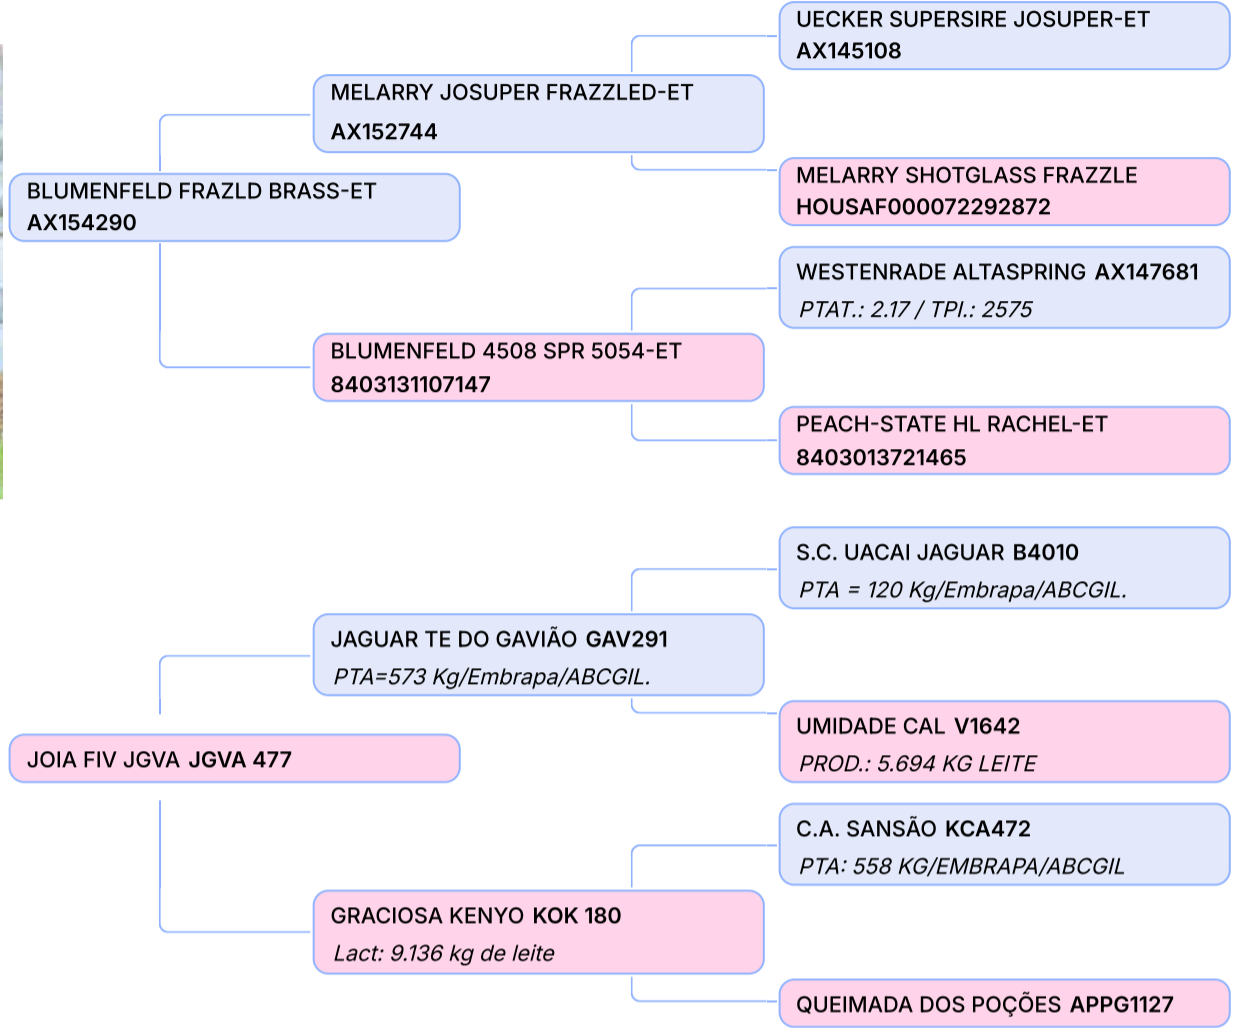 UECKER SUPERSIRE JOSUPER-ET
AX145108
MELARRY JOSUPER FRAZZLED-ET
AX152744
MELARRY SHOTGLASS FRAZZLE
HOUSAF000072292872
BLUMENFELD FRAZLD BRASS-ET
AX154290
WESTENRADE ALTASPRING AX147681
PTAT.: 2.17 / TPI.: 2575
BLUMENFELD 4508 SPR 5054-ET
8403131107147
PEACH-STATE HL RACHEL-ET
8403013721465
S.C. UACAI JAGUAR B4010
PTA = 120 Kg/Embrapa/ABCGIL.
JAGUAR TE DO GAVIÃO GAV291
PTA=573 Kg/Embrapa/ABCGIL.
UMIDADE CAL V1642
PROD.: 5.694 KG LEITE
JOIA FIV JGVA JGVA 477
C.A. SANSÃO KCA472
PTA: 558 KG/EMBRAPA/ABCGIL
GRACIOSA KENYO KOK 180
Lact: 9.136 kg de leite
QUEIMADA DOS POÇÕES APPG1127